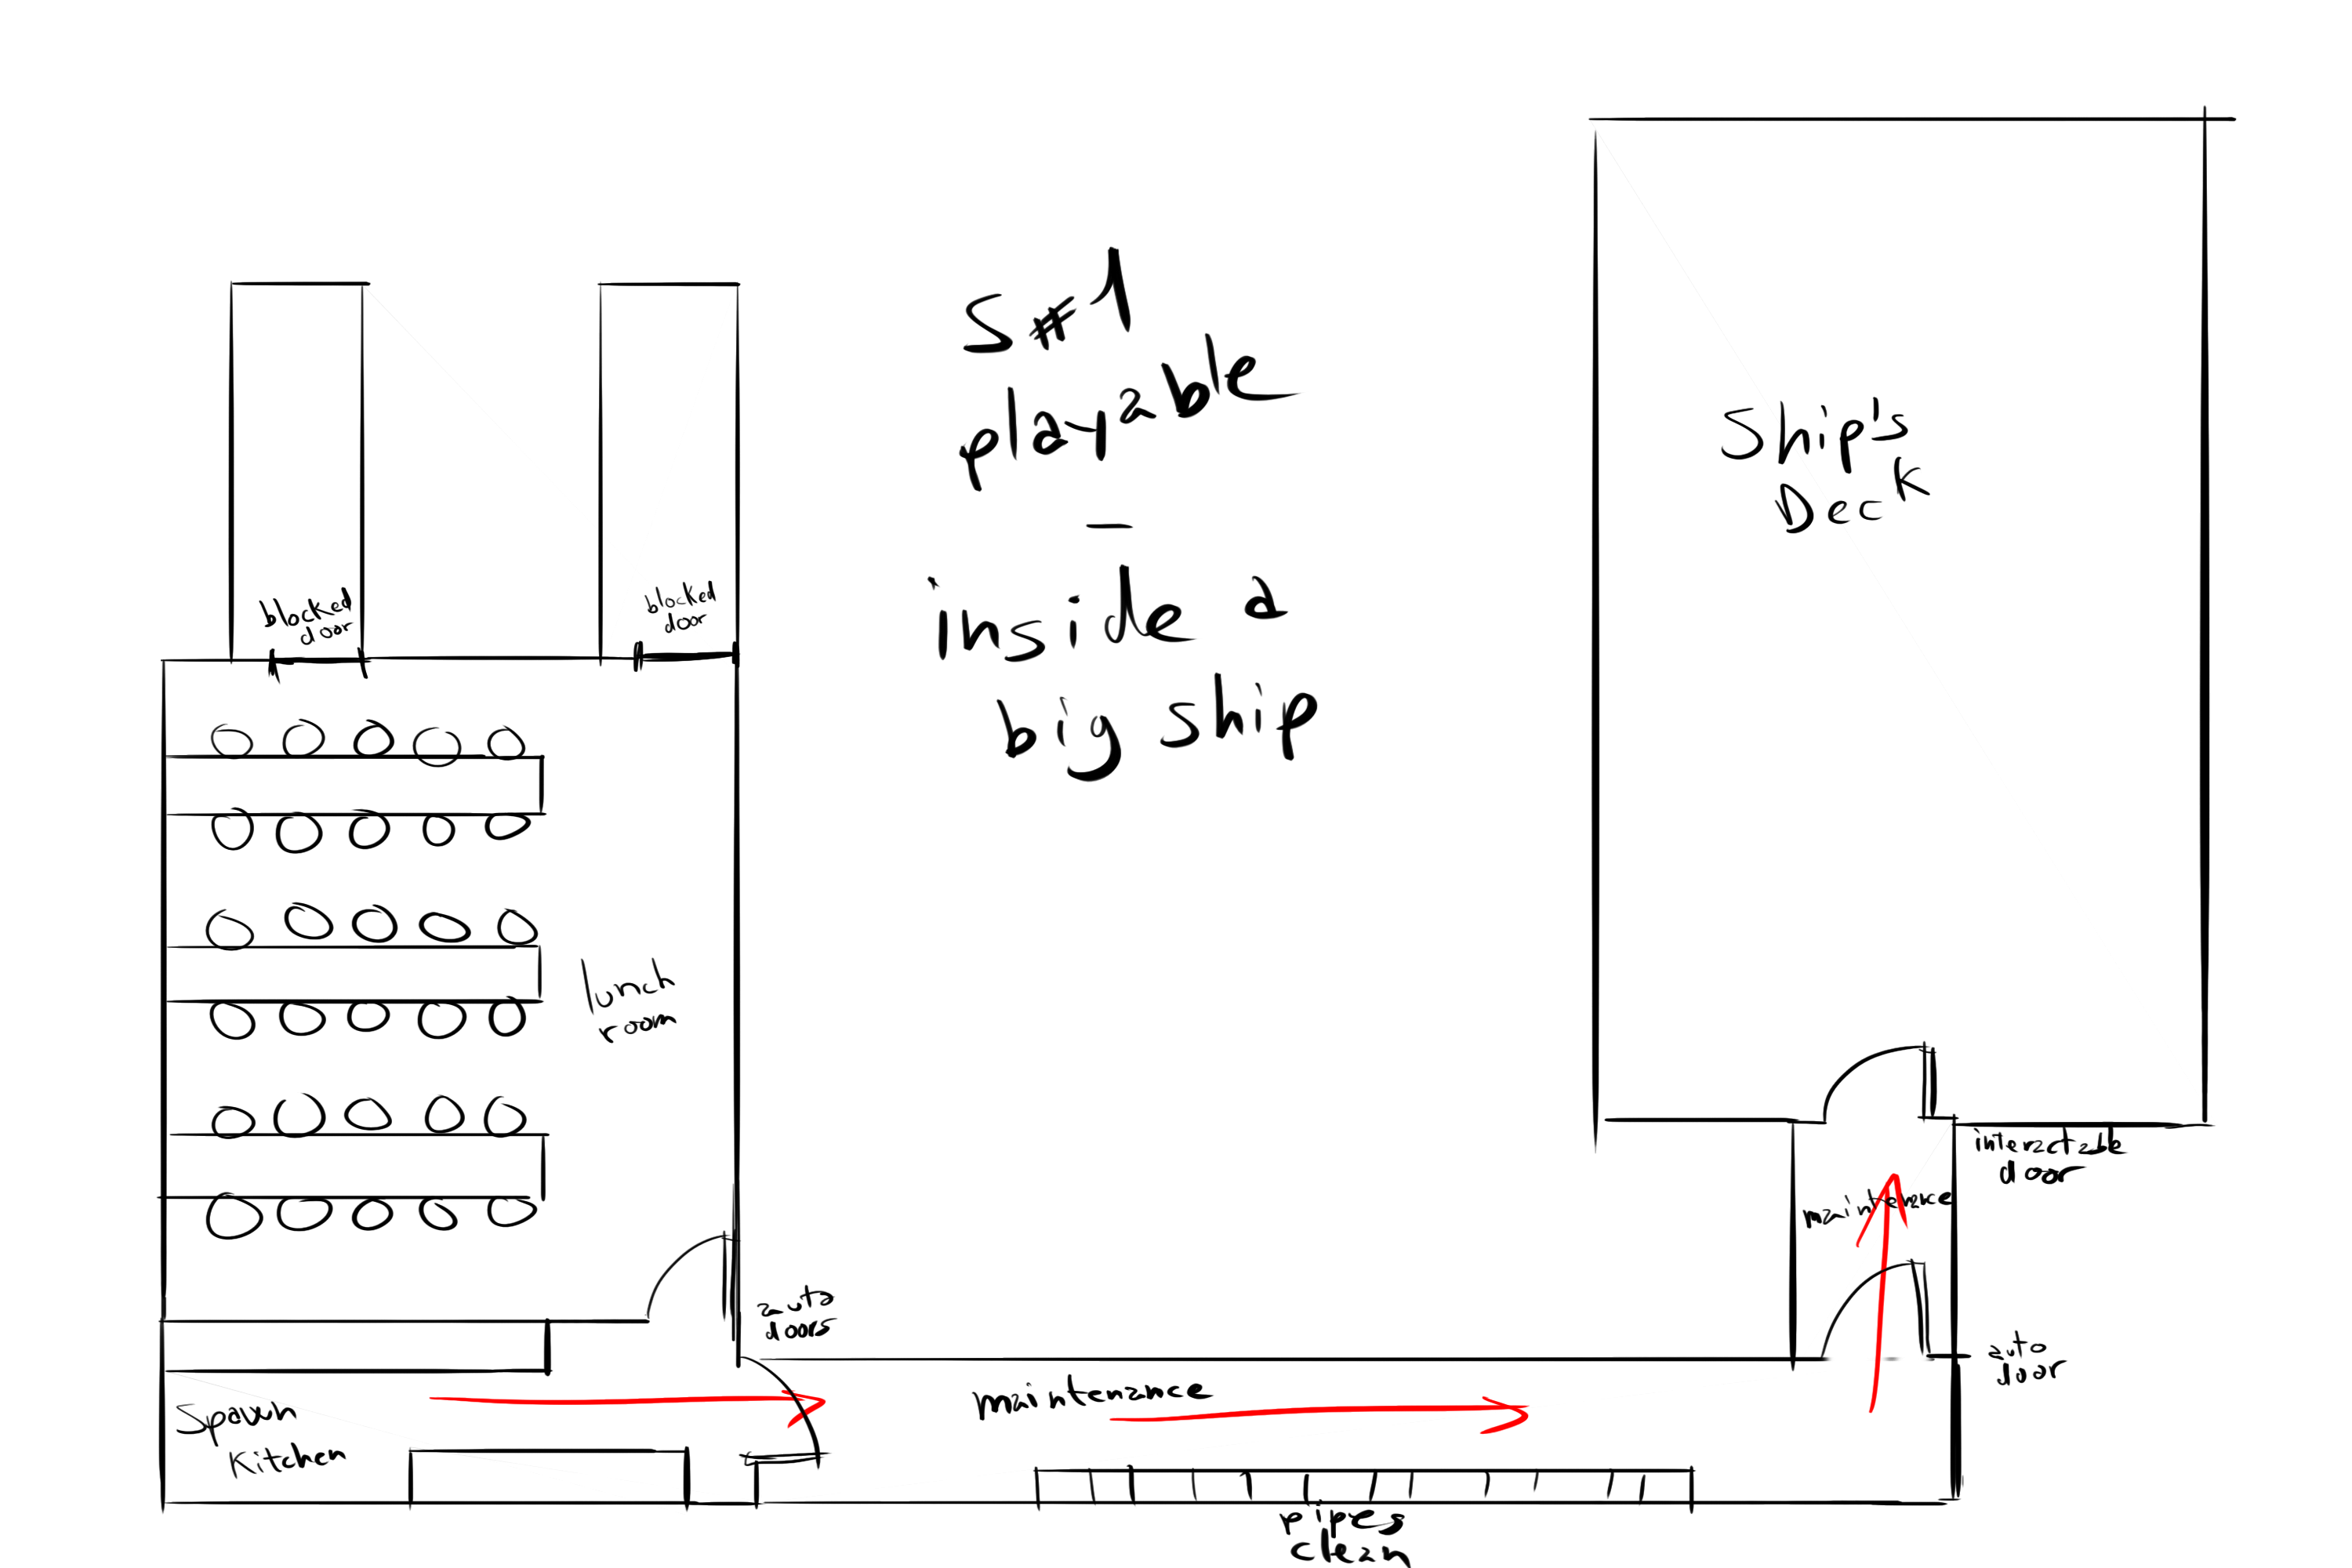 S#1
playable
–
inside a
big ship
Ship's
Deck
blocked
door
blocked
door
lunch
room
auto
doors
Spawn
Kitchen
maintenance
pipes
clean
maintenance
interactable
door
auto
door